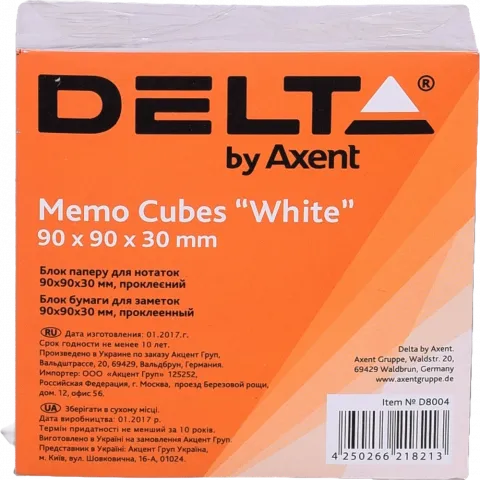 DELTA®
by Axent
Memo Cubes "White"
90 x 90 x 30 mm
Блок паперу для нотаток
90х90х30 мм, проклеєний
Блок бумаги для заметок
90х90х30 мм, проклеенный
RU Дата изготовления: 01.2017.г.
Срок годности не менее 10 лет.
Произведено в Украине по заказу Акцент Груп,
Вальдштрассе, 20, 69429, Вальдбрун, Германия.
Импортер: ООО «Акцент Груп» 125252,
Российская Федерация, г. Москва, проезд Березовой рощи,
дом. 12, офис 56.
UA Зберігати в сухому місці.
Дата виробництва: 01.2017 р.
Термін придатності не менший за 10 років.
Виготовлено в Україні на замовлення Акцент Груп.
Представник в Україні: Акцент Груп Україна,
м. Київ, вул. Шовковична, 16-А, 01024.
Delta by Axent.
Axent Gruppe, Waldstr. 20,
69429 Waldbrun, Germany
www.axentgruppe.de
Item № D8004
4 250266 218213